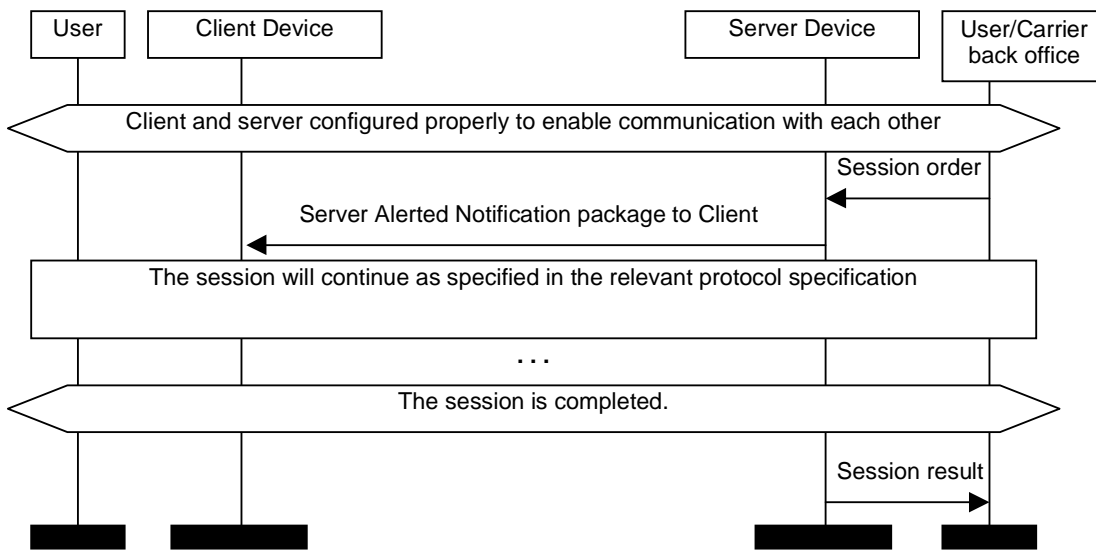 User
Client Device
Server Device
User/Carrier
back office
Client and server configured properly to enable communication with each other
Session order
Server Alerted Notification package to Client
The session will continue as specified in the relevant protocol specification
. . .
The session is completed.
Session result